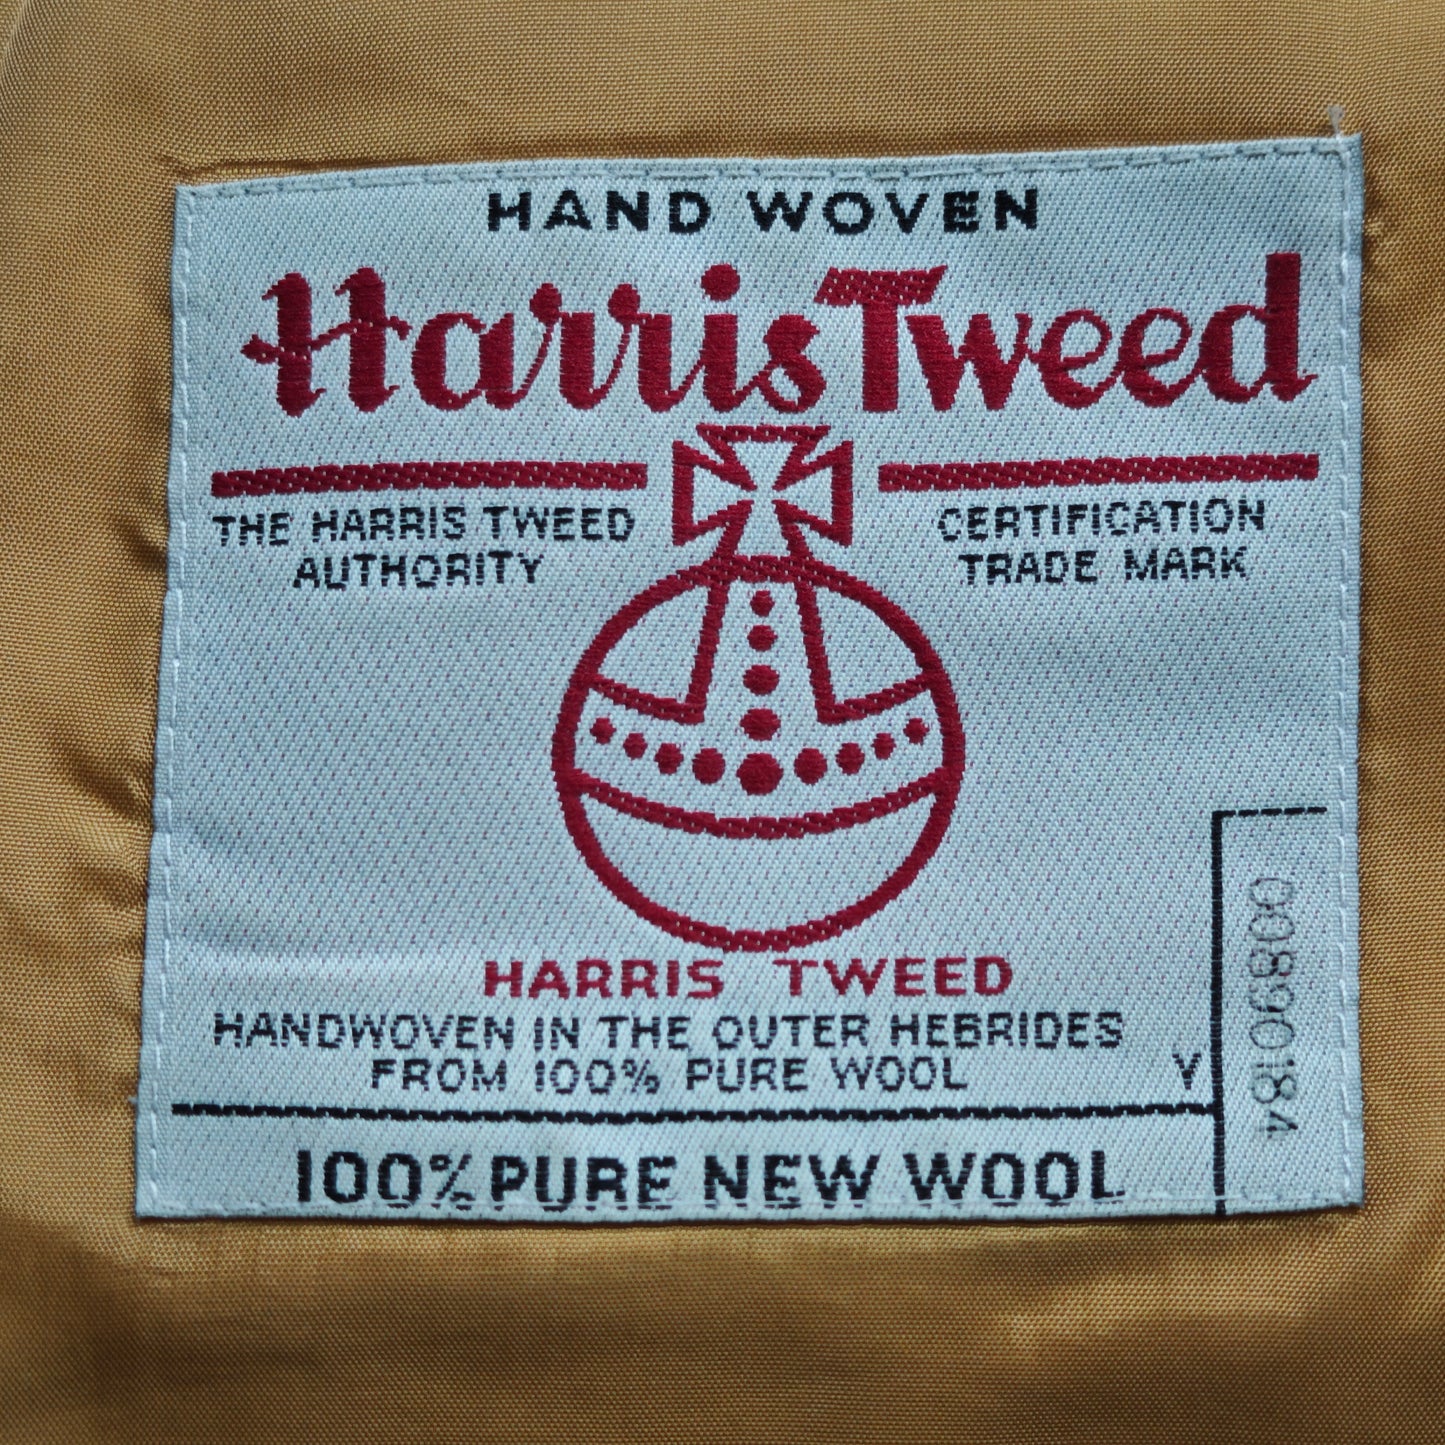 HAND WOVEN
Harris Tweed
THE HARRIS TWEED
AUTHORITY
CERTIFICATION
TRADE MARK
HARRIS TWEED
HANDWOVEN IN THE OUTER HEBRIDES
FROM 100% PURE WOOL
Y
00890184
100% PURE NEW WOOL